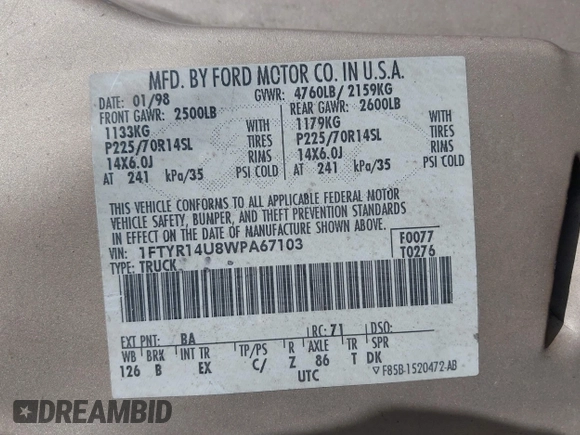 MFD. BY FORD MOTOR CO. IN U.S.A.
DATE: 01/98 GVWR: 4760LB/ 2159KG
FRONT GAWR: 2500LB REAR GAWR: 2600LB
1133KG WITH 1179KG WITH
P225/70R14SL TIRES P225/70R14SL TIRES
14X6.0J RIMS 14X6.0J RIMS
AT 241 kPa/35 PSI COLD AT 241 kPa/35 PSI COLD
THIS VEHICLE CONFORMS TO ALL APPLICABLE FEDERAL MOTOR
VEHICLE SAFETY, BUMPER, AND THEFT PREVENTION STANDARDS
IN EFFECT ON THE DATE OF MANUFACTURE SHOWN ABOVE.
VIN: 1FTYR14U8WPA67103 F0077
TYPE: TRUCK T0276
EXT PNT: BA RC: 71 DSO:
WB BRK INT TR TP/PS R AXLE TR SPR
126 B EX C/ Z 86 T DK
UTC ▽F85B-1520472-AB
DREAMBID